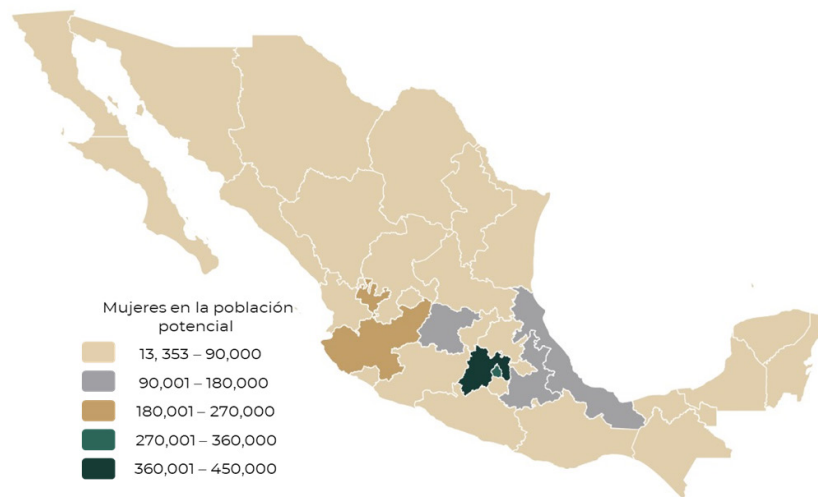 Mujeres en la población
potencial
13, 353 – 90,000
90,001 – 180,000
180,001 – 270,000
270,001 – 360,000
360,001 – 450,000